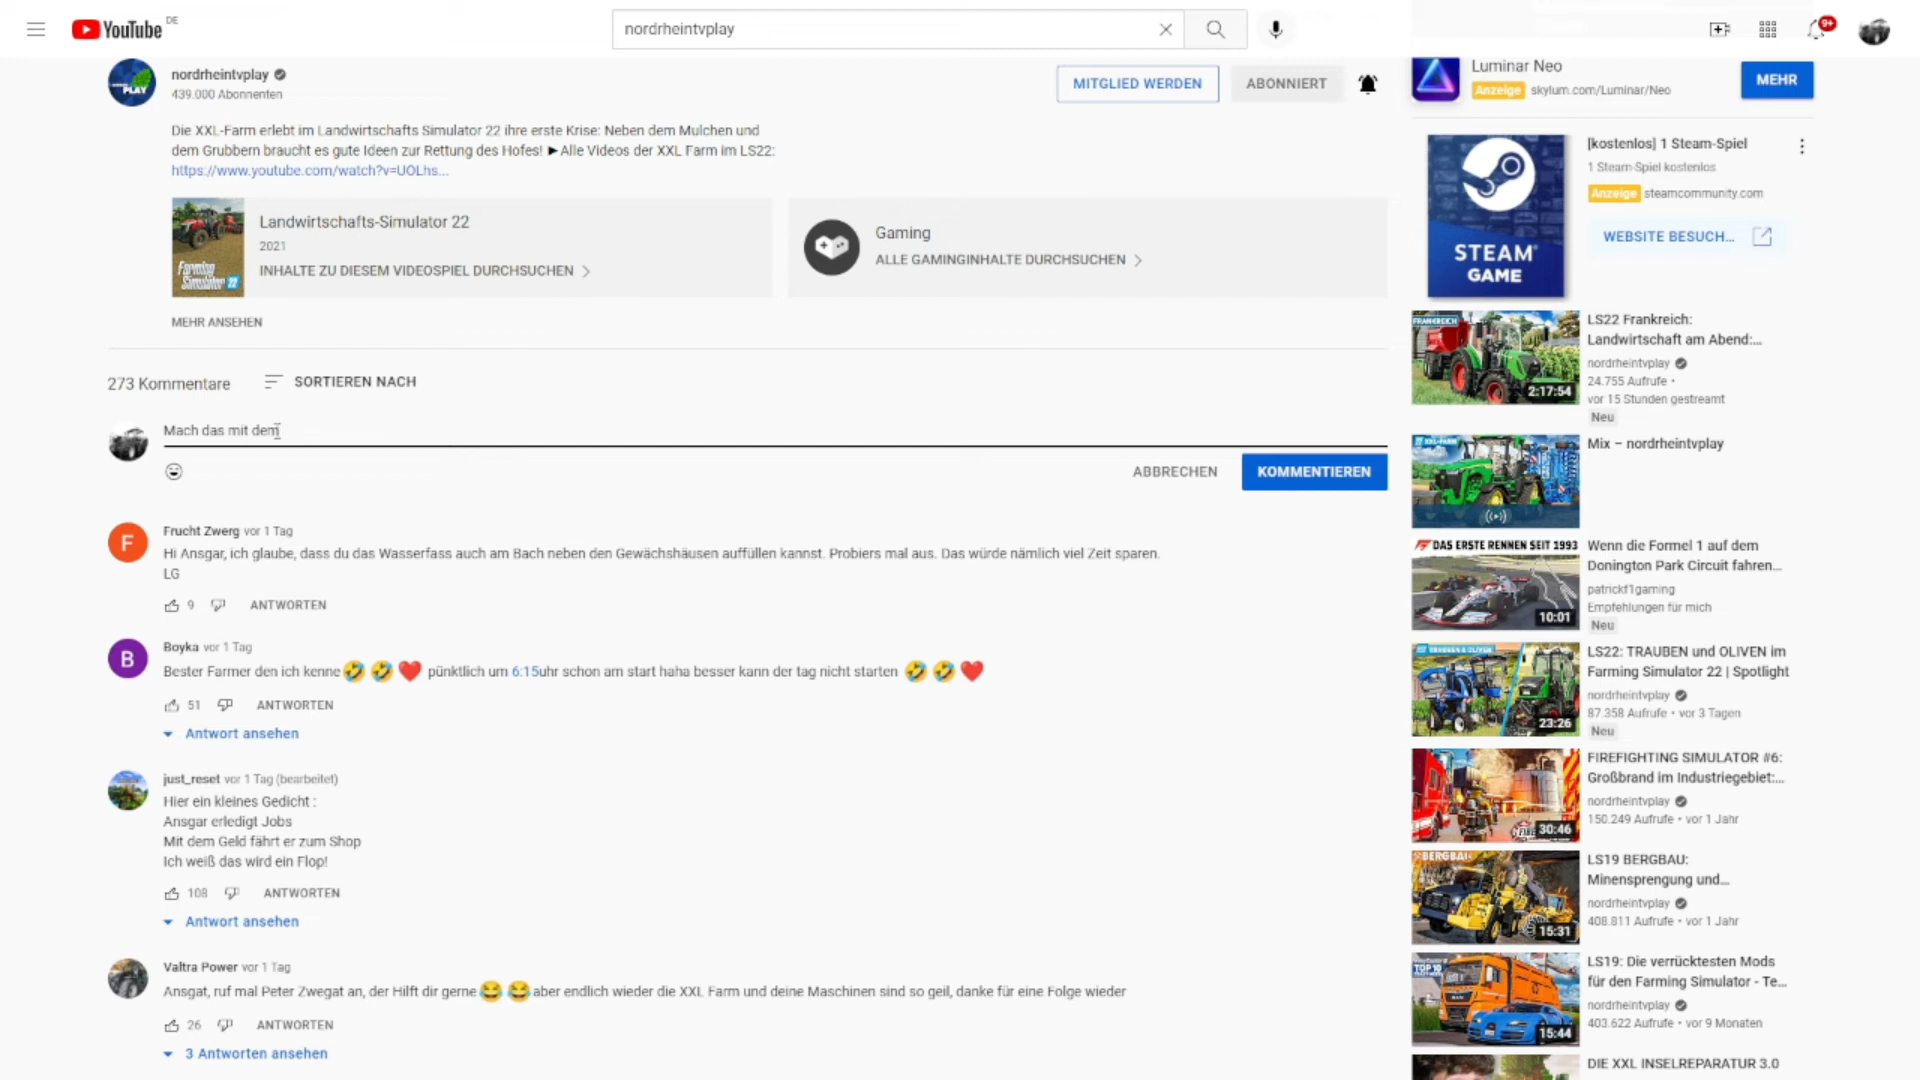 YouTube DE
nordrheintvplay
9+
nordrheintvplay
439.000 Abonnenten
MITGLIED WERDEN
ABONNIERT
Die XXL-Farm erlebt im Landwirtschafts Simulator 22 ihre erste Krise: Neben dem Mulchen und
dem Grubbern braucht es gute Ideen zur Rettung des Hofes! ►Alle Videos der XXL Farm im LS22:
https://www.youtube.com/watch?v=UOLhs...
Farming Simulator 22
Landwirtschafts-Simulator 22
2021
INHALTE ZU DIESEM VIDEOSPIEL DURCHSUCHEN
Gaming
ALLE GAMINGINHALTE DURCHSUCHEN
MEHR ANSEHEN
273 Kommentare
SORTIEREN NACH
Mach das mit dem
ABBRECHEN
KOMMENTIEREN
F
Frucht Zwerg vor 1 Tag
Hi Ansgar, ich glaube, dass du das Wasserfass auch am Bach neben den Gewächshäusen auffüllen kannst. Probiers mal aus. Das würde nämlich viel Zeit sparen.
LG
9 ANTWORTEN
B
Boyka vor 1 Tag
Bester Farmer den ich kenne🤣🤣❤️ pünktlich um 6:15uhr schon am start haha besser kann der tag nicht starten 🤣🤣❤️
51 ANTWORTEN
Antwort ansehen
just_reset vor 1 Tag (bearbeitet)
Hier ein kleines Gedicht :
Ansgar erledigt Jobs
Mit dem Geld fährt er zum Shop
Ich weiß das wird ein Flop!
108 ANTWORTEN
Antwort ansehen
Valtra Power vor 1 Tag
Ansgat, ruf mal Peter Zwegat an, der Hilft dir gerne😂😂aber endlich wieder die XXL Farm und deine Maschinen sind so geil, danke für eine Folge wieder
26 ANTWORTEN
3 Antworten ansehen
Luminar Neo
Anzeige skylum.com/Luminar/Neo
MEHR
STEAM
GAME
[kostenlos] 1 Steam-Spiel
1 Steam-Spiel kostenlos
Anzeige steamcommunity.com
WEBSITE BESUCH...
FRANKREICH
2:17:54
LS22 Frankreich:
Landwirtschaft am Abend:...
nordrheintvplay
24.755 Aufrufe •
vor 15 Stunden gestreamt
Neu
XXL-FARM
Mix – nordrheintvplay
DAS ERSTE RENNEN SEIT 1993
10:01
Wenn die Formel 1 auf dem
Donington Park Circuit fahren...
patrickf1gaming
Empfehlungen für mich
Neu
TRAUBEN & OLIVEN
23:26
LS22: TRAUBEN und OLIVEN im
Farming Simulator 22 | Spotlight
nordrheintvplay
87.358 Aufrufe • vor 3 Tagen
Neu
30:46
FIREFIGHTING SIMULATOR #6:
Großbrand im Industriegebiet:...
nordrheintvplay
150.249 Aufrufe • vor 1 Jahr
BERGBAU
15:31
LS19 BERGBAU:
Minensprengung und...
nordrheintvplay
408.811 Aufrufe • vor 1 Jahr
TOP 10
15:44
LS19: Die verrücktesten Mods
für den Farming Simulator - Te...
nordrheintvplay
403.622 Aufrufe • vor 9 Monaten
DIE XXL INSELREPARATUR 3.0